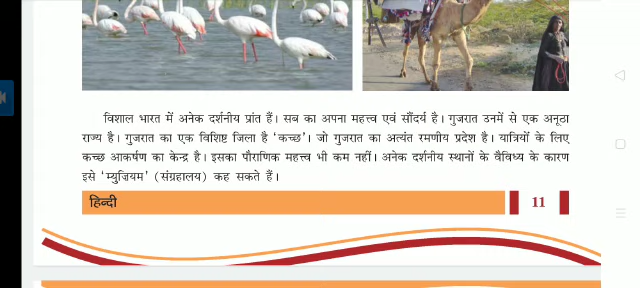 विशाल भारत में अनेक दर्शनीय प्रांत हैं। सब का अपना महत्त्व एवं सौंदर्य है। गुजरात उनमें से एक अनूठा
राज्य है। गुजरात का एक विशिष्ट जिला है ‘कच्छ’। जो गुजरात का अत्यंत रमणीय प्रदेश है। यात्रियों के लिए
कच्छ आकर्षण का केन्द्र है। इसका पौराणिक महत्त्व भी कम नहीं। अनेक दर्शनीय स्थानों के वैविध्य के कारण
इसे ‘म्युज़ियम’ (संग्रहालय) कह सकते हैं।
हिन्दी
11